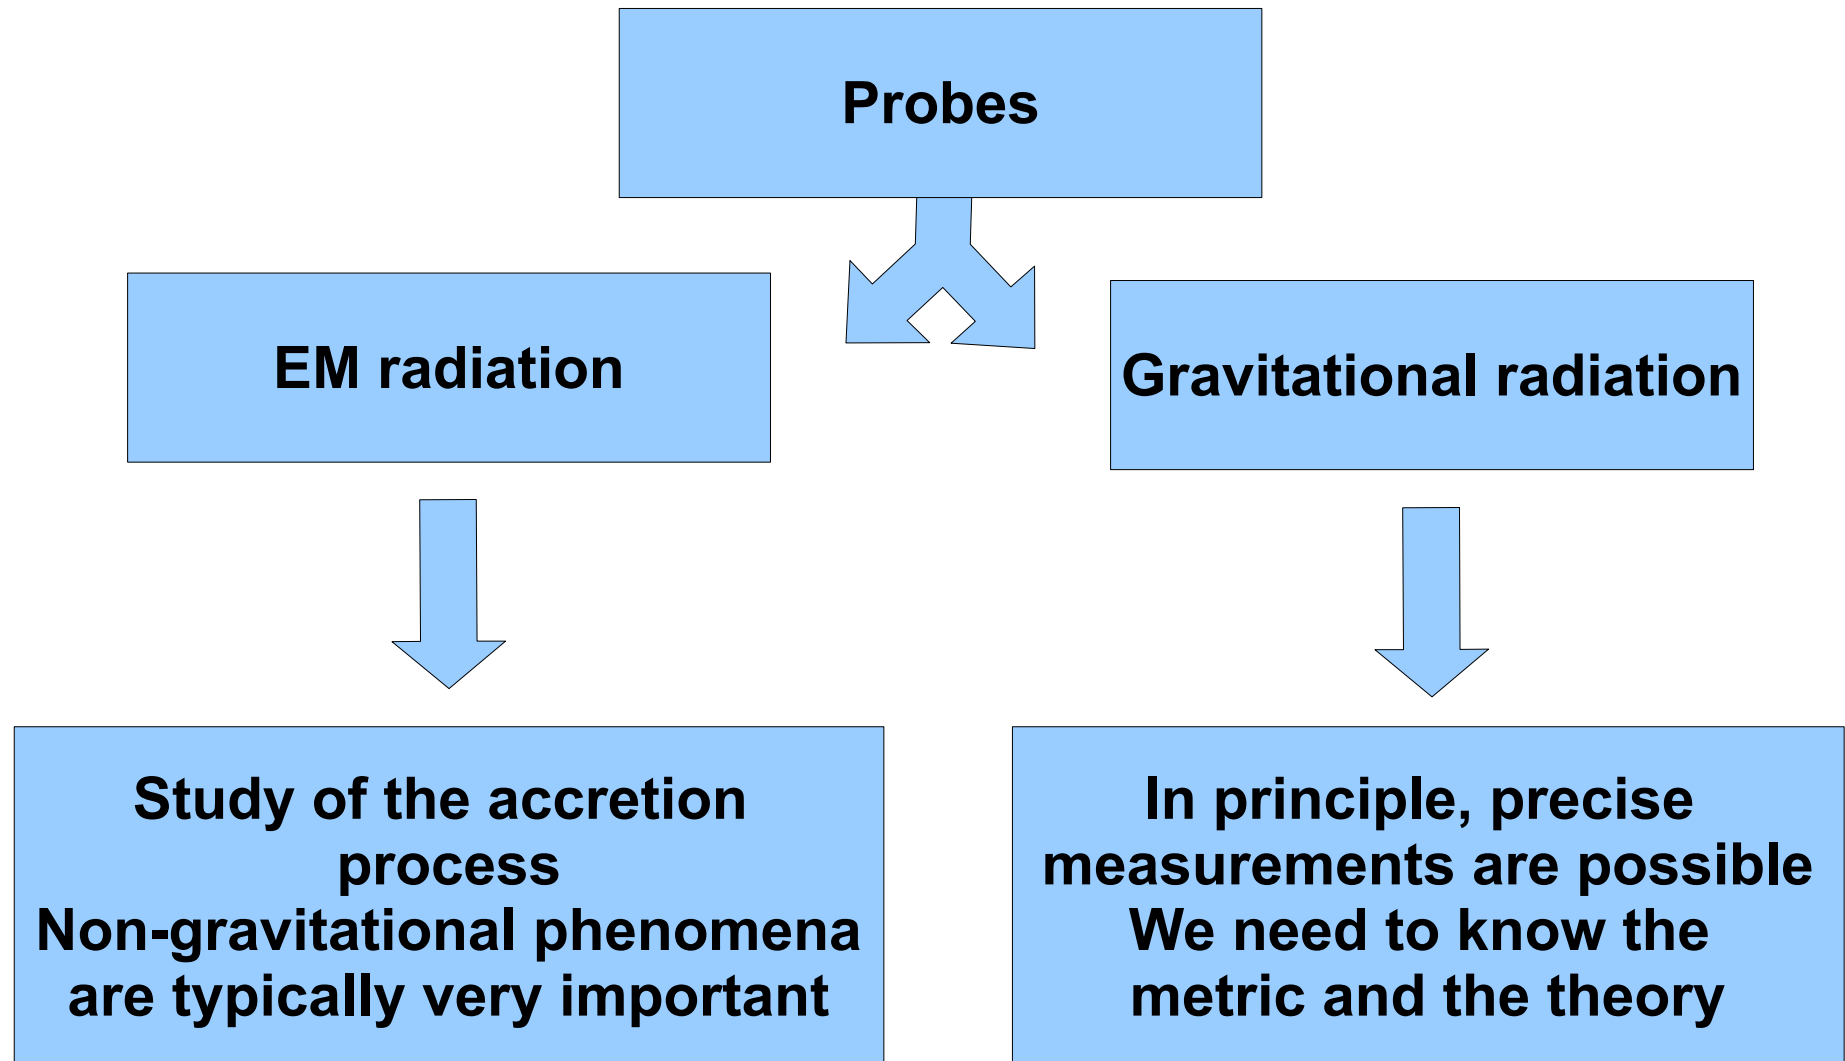 Probes
EM radiation
Gravitational radiation
Study of the accretion
process
Non-gravitational phenomena
are typically very important
In principle, precise
measurements are possible
We need to know the
metric and the theory